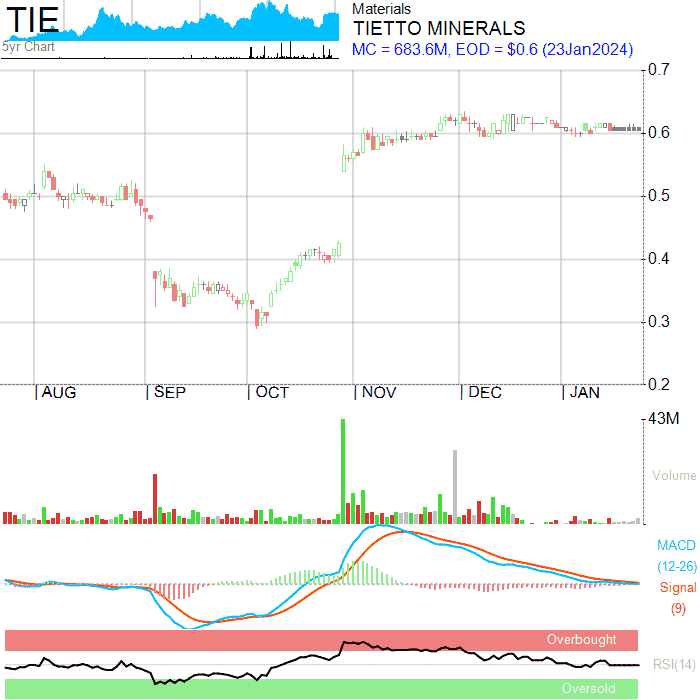 TIE
5yr Chart
Materials
TIETTO MINERALS
MC = 683.6M, EOD = $0.6 (23Jan2024)
0.7
0.6
0.5
0.4
0.3
0.2
AUG SEP OCT NOV DEC JAN
43M
Volume
MACD
(12-26)
Signal
(9)
Overbought
RSI(14)
Oversold